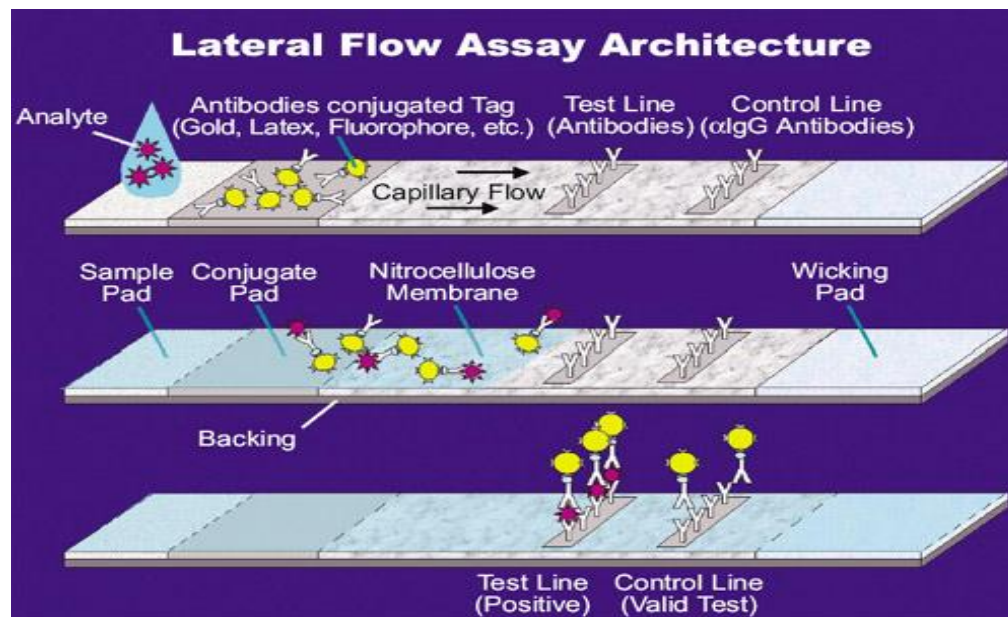 Lateral Flow Assay Architecture
Analyte
Antibodies conjugated Tag
(Gold, Latex, Fluorophore, etc.)
Test Line
(Antibodies)
Control Line
(αIgG Antibodies)
Capillary Flow
Sample
Pad
Conjugate
Pad
Nitrocellulose
Membrane
Wicking
Pad
Backing
Test Line
(Positive)
Control Line
(Valid Test)